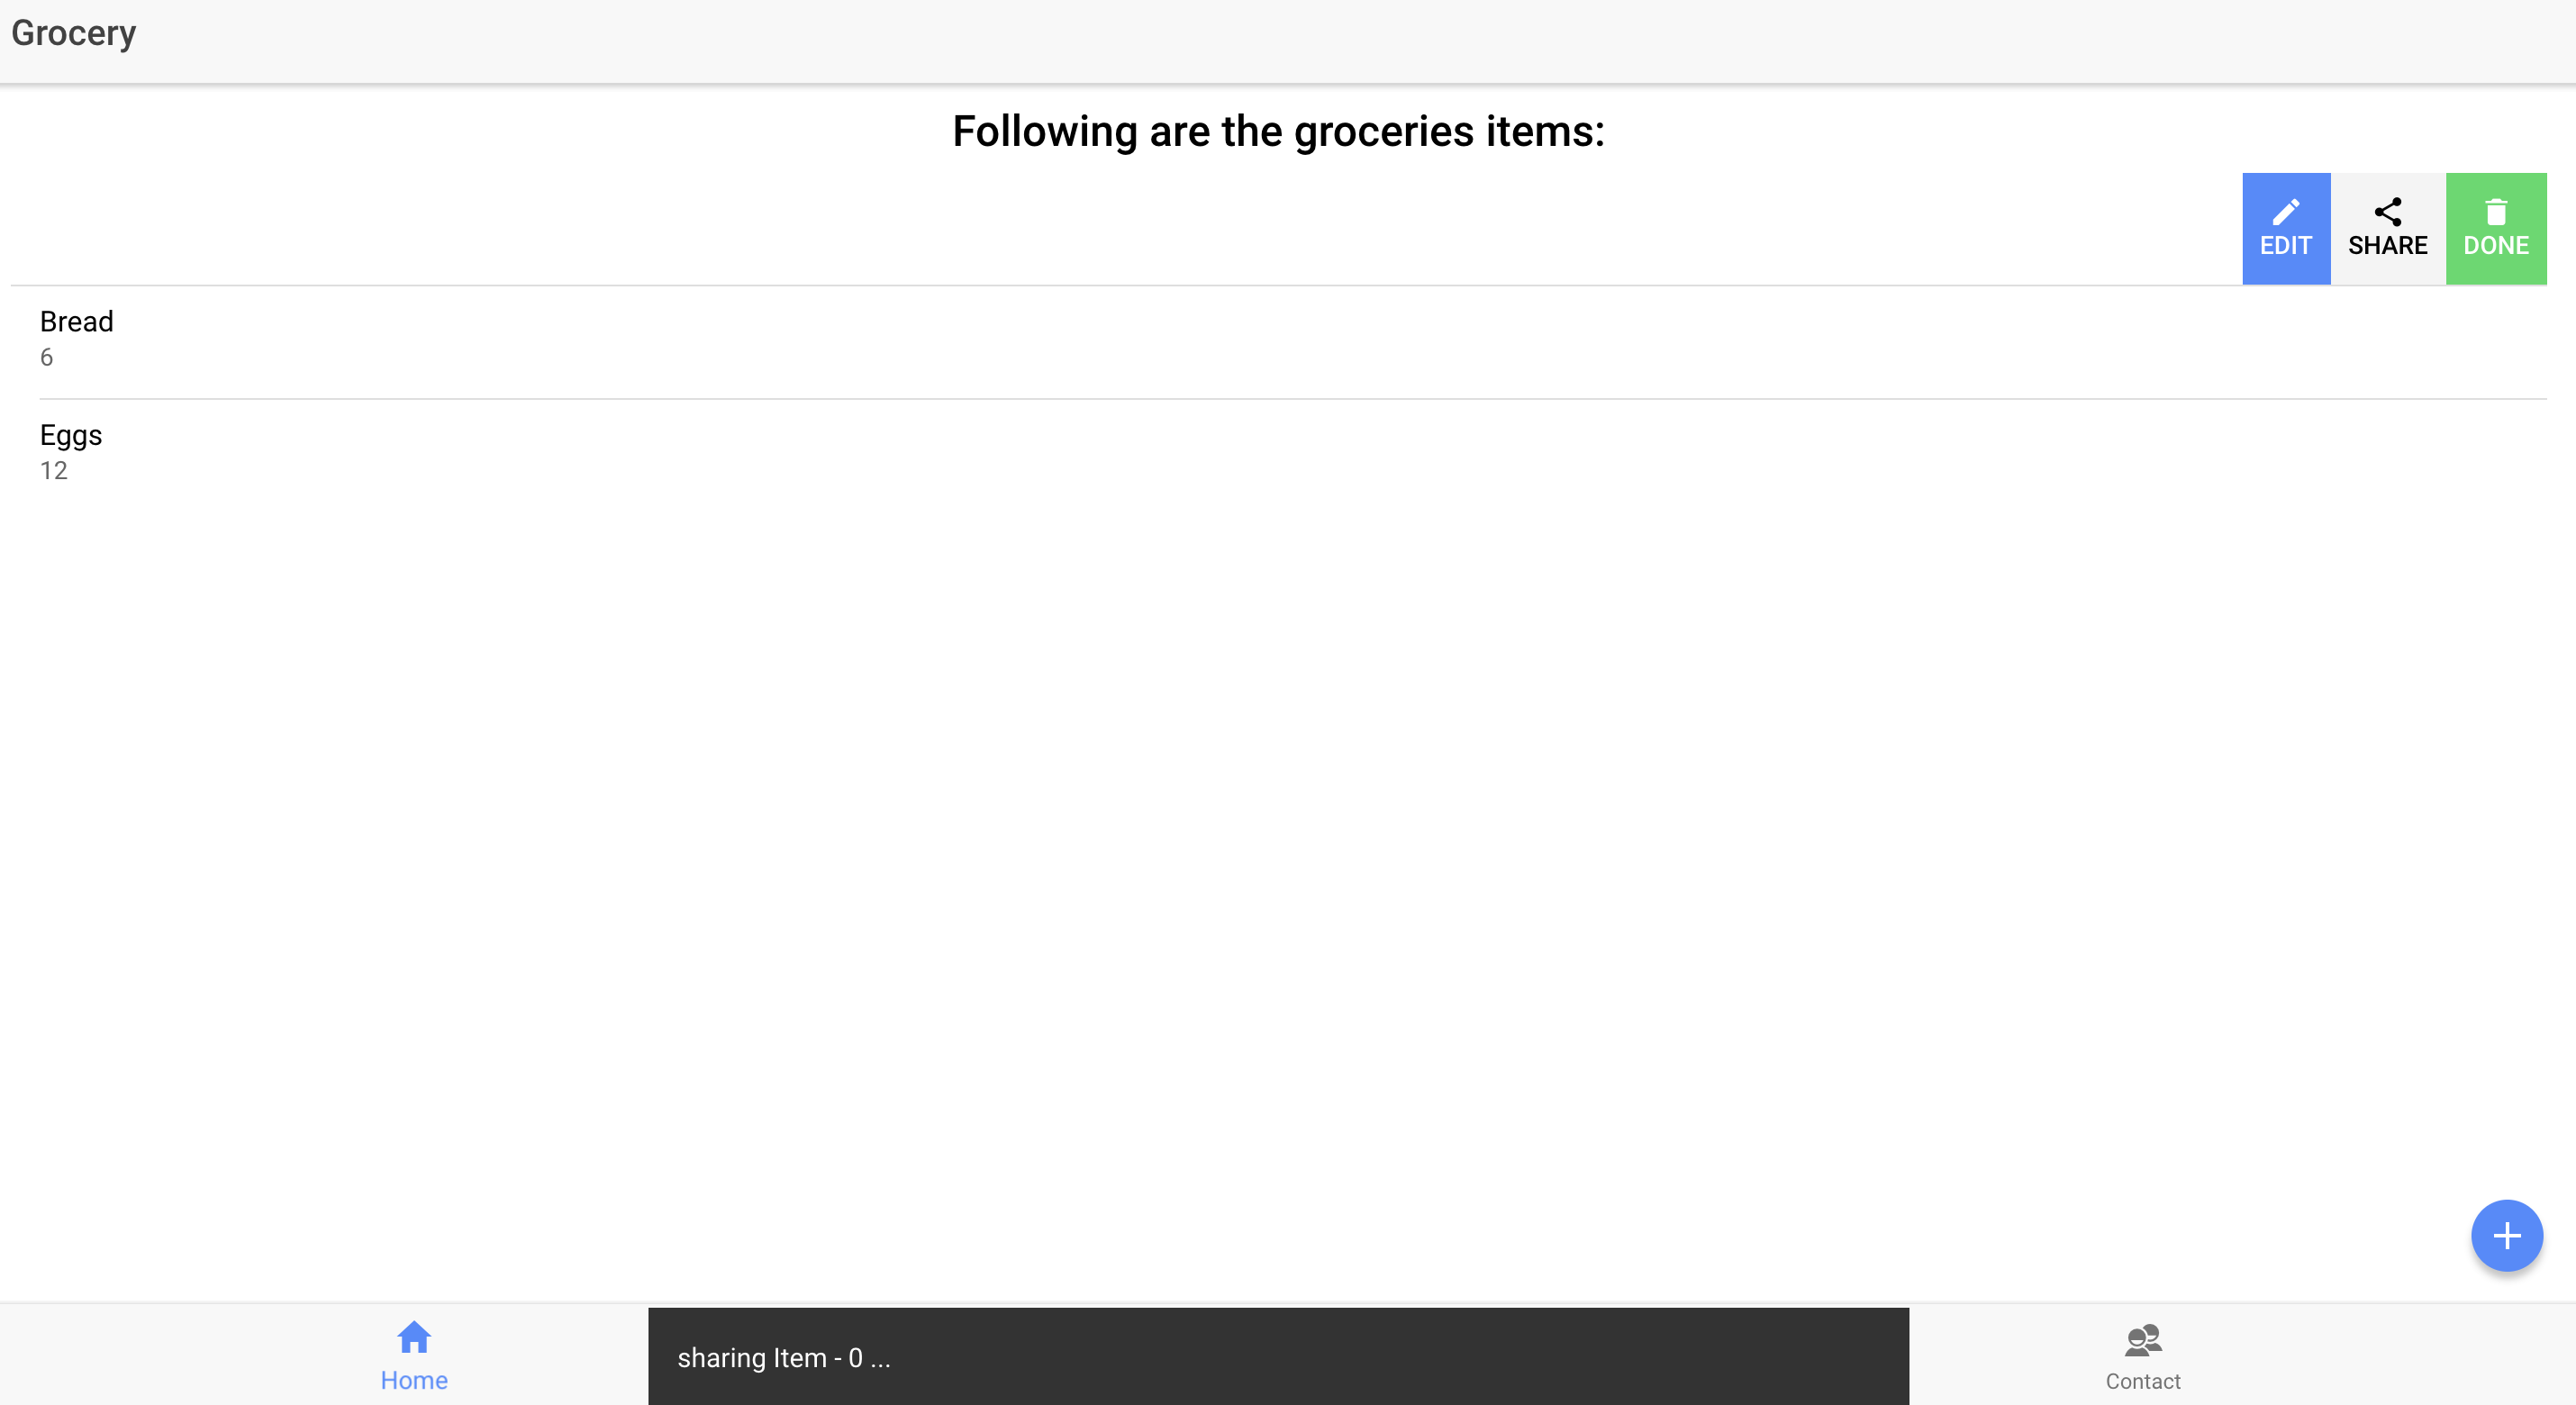 Grocery
Following are the groceries items:
EDIT
SHARE
DONE
Bread
6
Eggs
12
Home
sharing Item - 0 ...
Contact